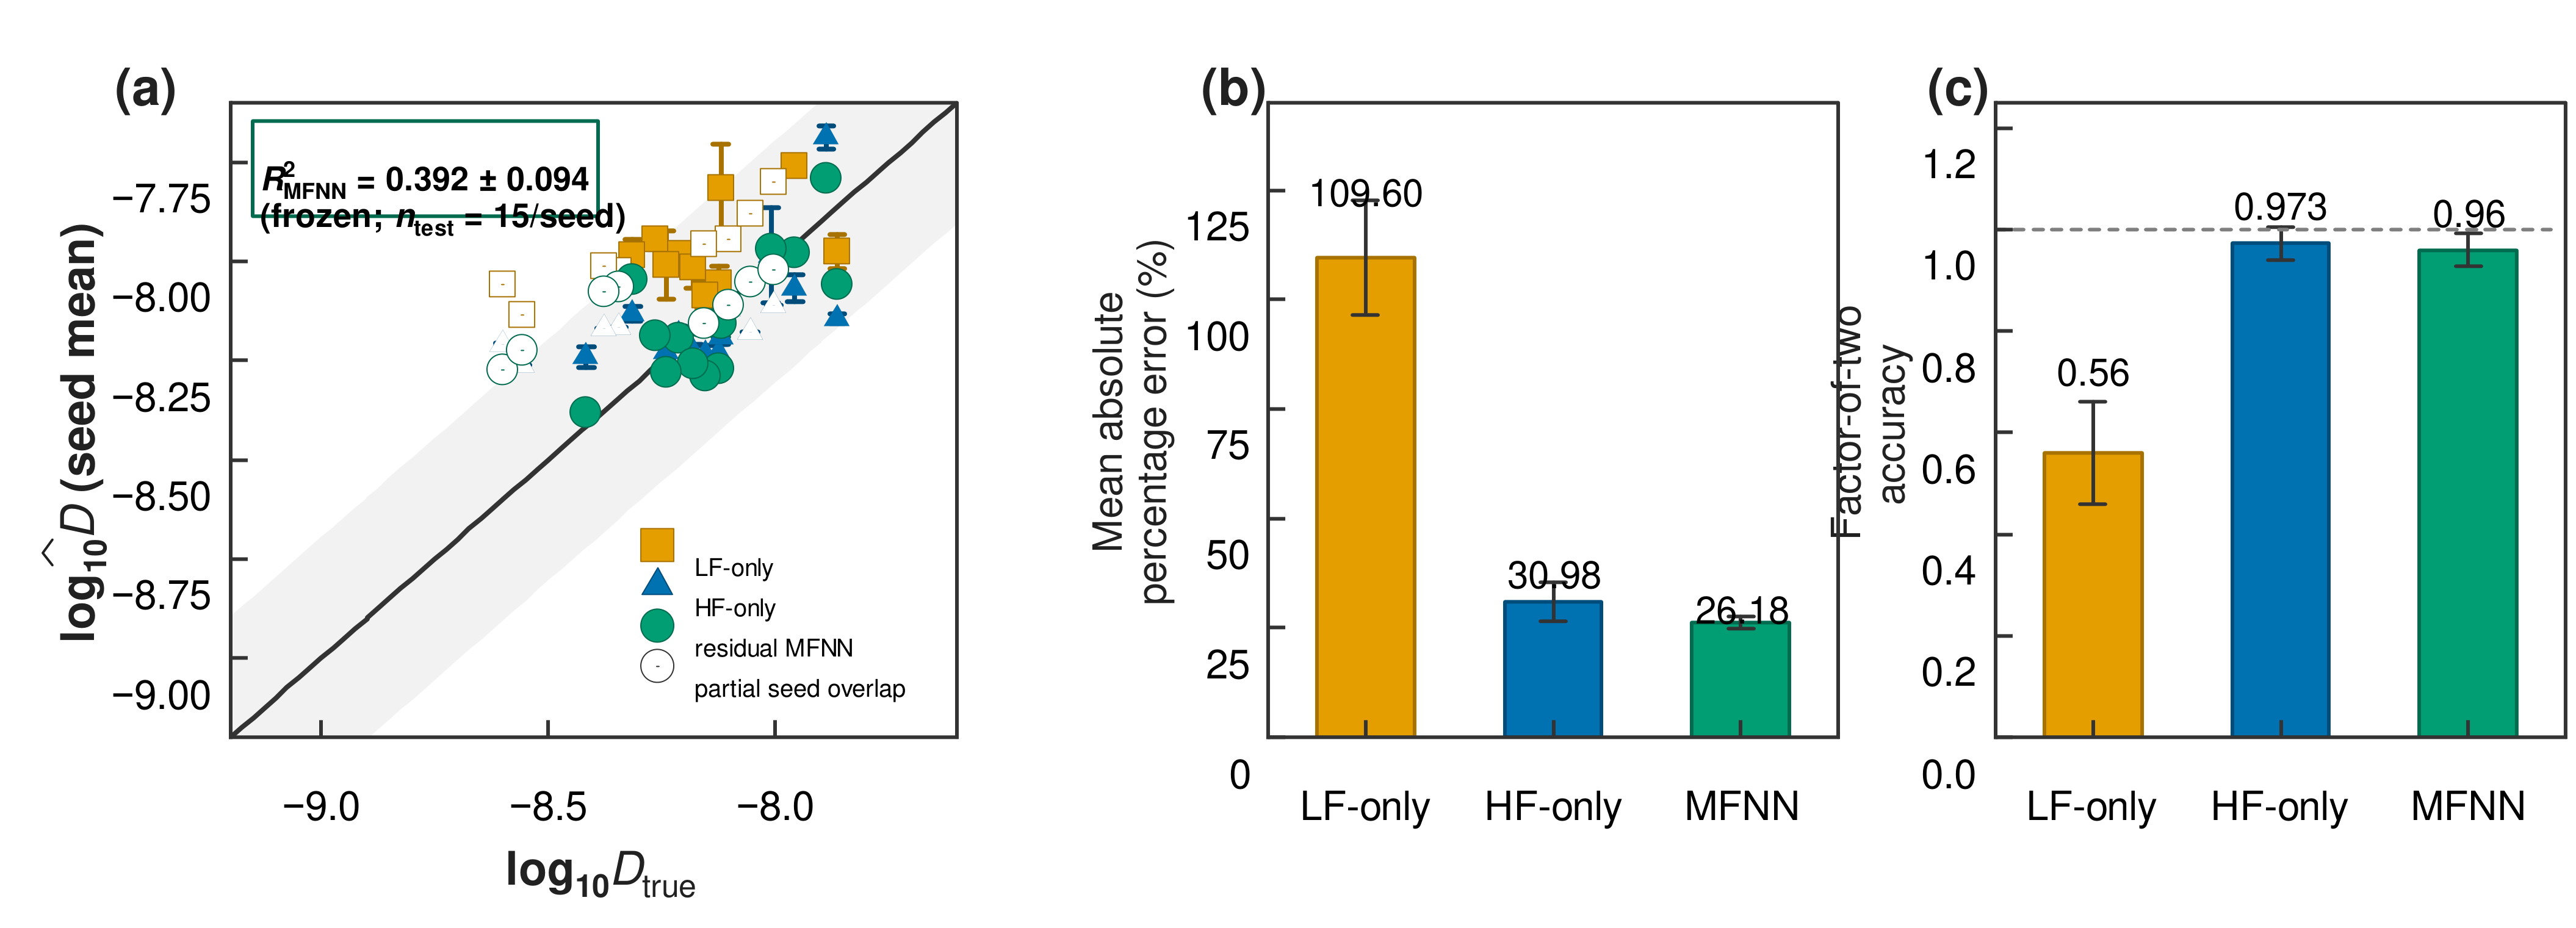 (a)
R²MFNN = 0.392 ± 0.094
(frozen; ntest = 15/seed)
−7.75
−8.00
−8.25
−8.50
−8.75
−9.00
log10D̂ (seed mean)
LF-only
HF-only
residual MFNN
partial seed overlap
−9.0
−8.5
−8.0
log10Dtrue
(b)
Mean absolute
percentage error (%)
125
100
75
50
25
0
109.60
30.98
26.18
LF-only
HF-only
MFNN
(c)
Factor-of-two
accuracy
1.2
1.0
0.8
0.6
0.4
0.2
0.0
0.56
0.973
0.96
LF-only
HF-only
MFNN